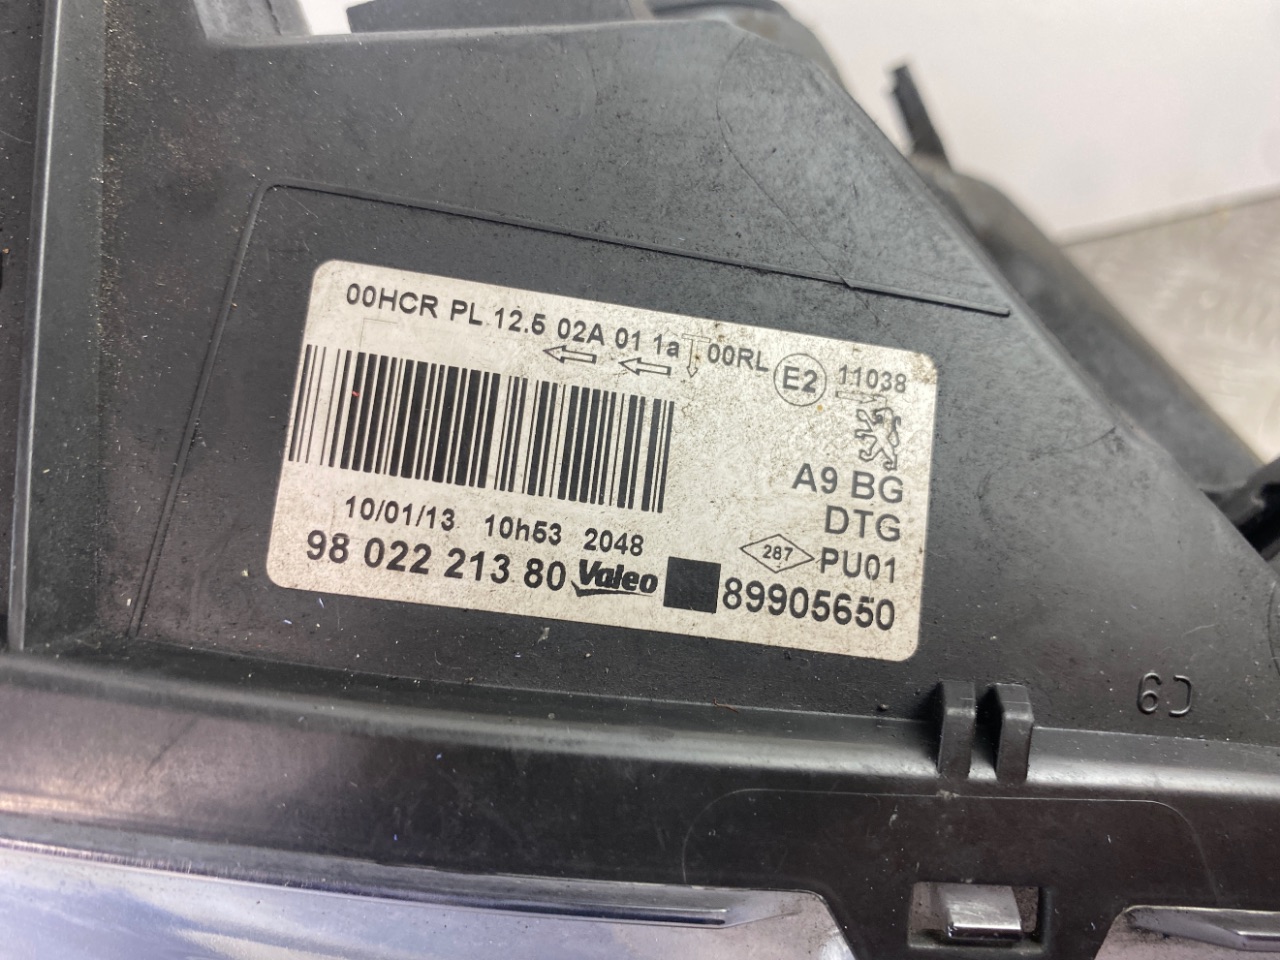 00HCR PL 12.5 02A 01 1a 00RL E2 11038
A9 BG
DTG
10/01/13 10h53 2048
287 PU01
98 022 213 80 Valeo 89905650